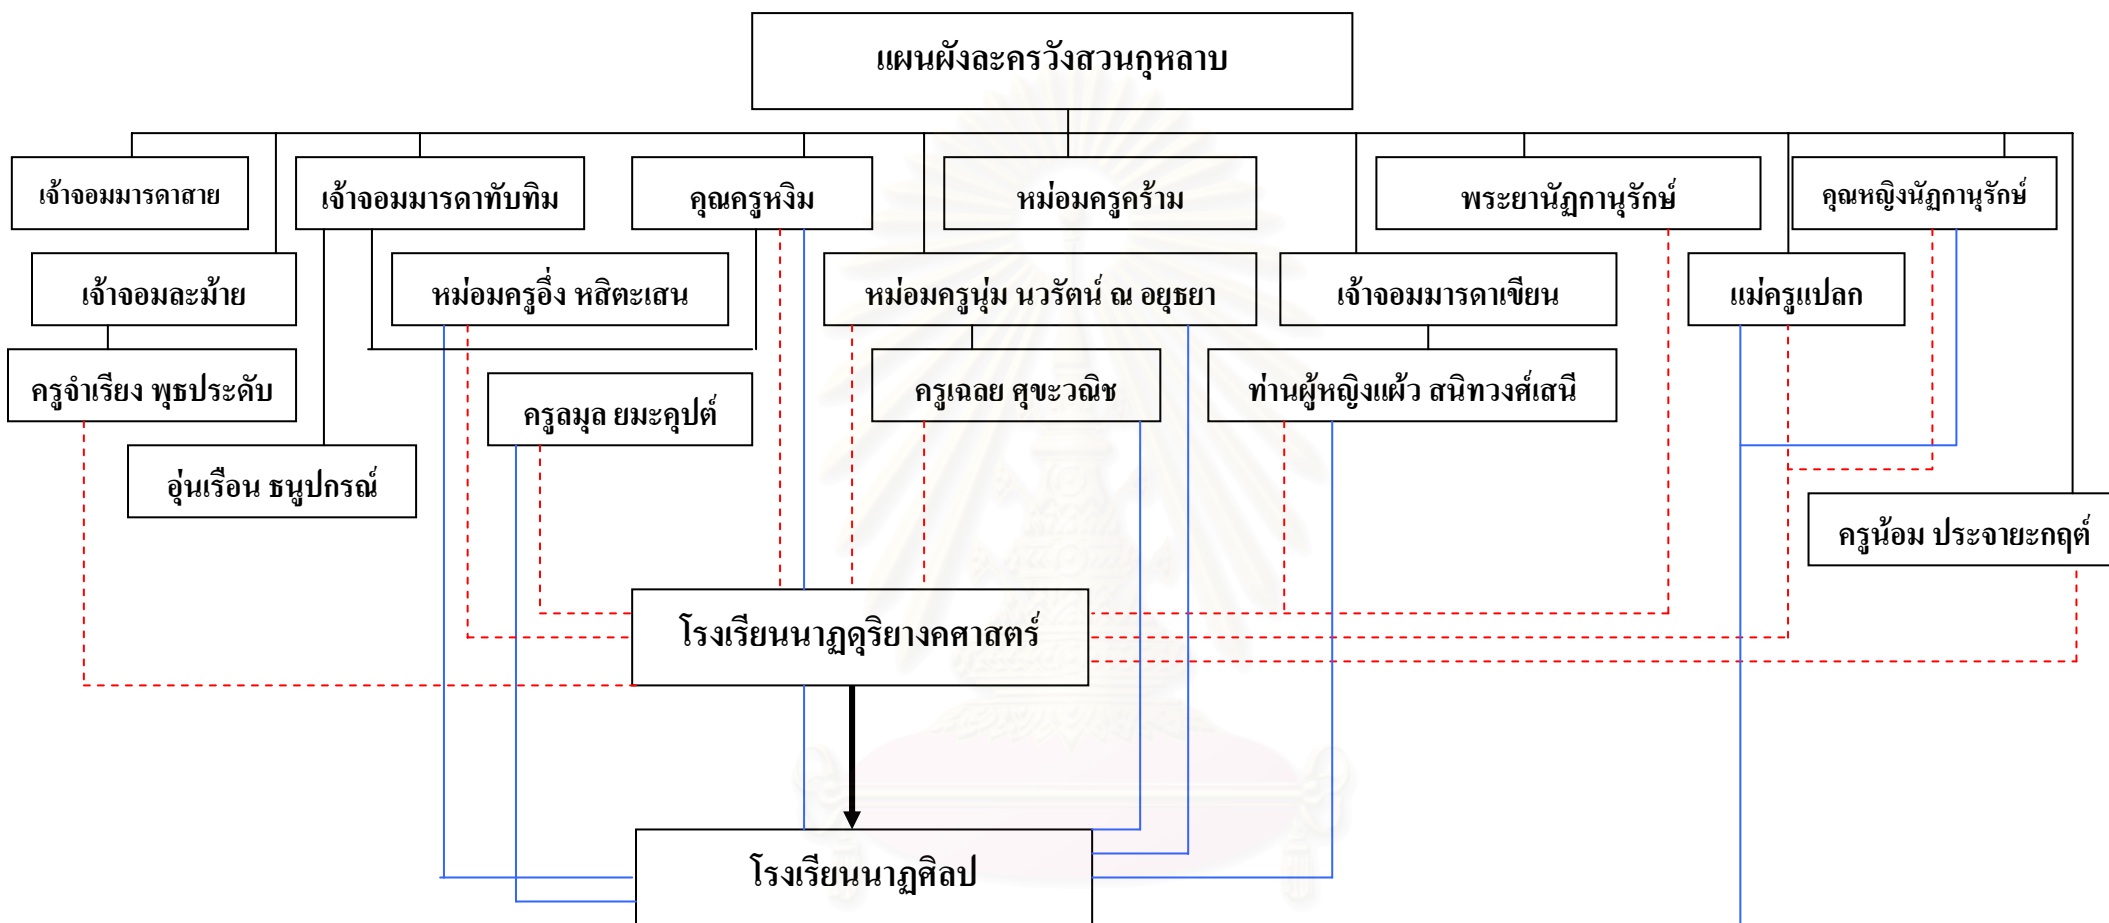 แผนผังละครวังสวนกุหลาบ
เจ้าจอมมารดาสาย
เจ้าจอมมารดาทับทิม
คุณครูหงิม
หม่อมครูคร้าม
พระยานัฏกานุรักษ์
คุณหญิงนัฏกานุรักษ์
เจ้าจอมละม้าย
หม่อมครูอึ่ง หสิตะเสน
หม่อมครูนุ่ม นวรัตน์ ณ อยุธยา
เจ้าจอมมารดาเขียน
แม่ครูแปลก
ครูจำเรียง พุธประดับ
ครูลมุล ยมะคุปต์
ครูเฉลย ศุขะวณิช
ท่านผู้หญิงแผ้ว สนิทวงศ์เสนี
อุ่นเรือน ธนูปกรณ์
ครูน้อม ประจายะกฤต์
โรงเรียนนาฏดุริยางคศาสตร์
โรงเรียนนาฏศิลป